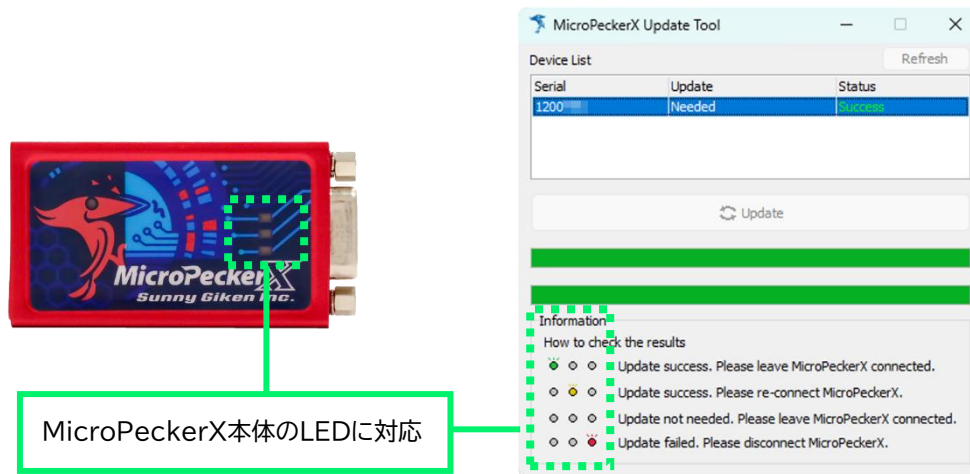 MicroPeckerX
Sunny Giken Inc.
MicroPeckerX本体のLEDに対応
MicroPeckerX Update Tool
Device List
Refresh
Serial Update Status
1200 Needed Success
Update
Information
How to check the results
Update success. Please leave MicroPeckerX connected.
Update success. Please re-connect MicroPeckerX.
Update not needed. Please leave MicroPeckerX connected.
Update failed. Please disconnect MicroPeckerX.